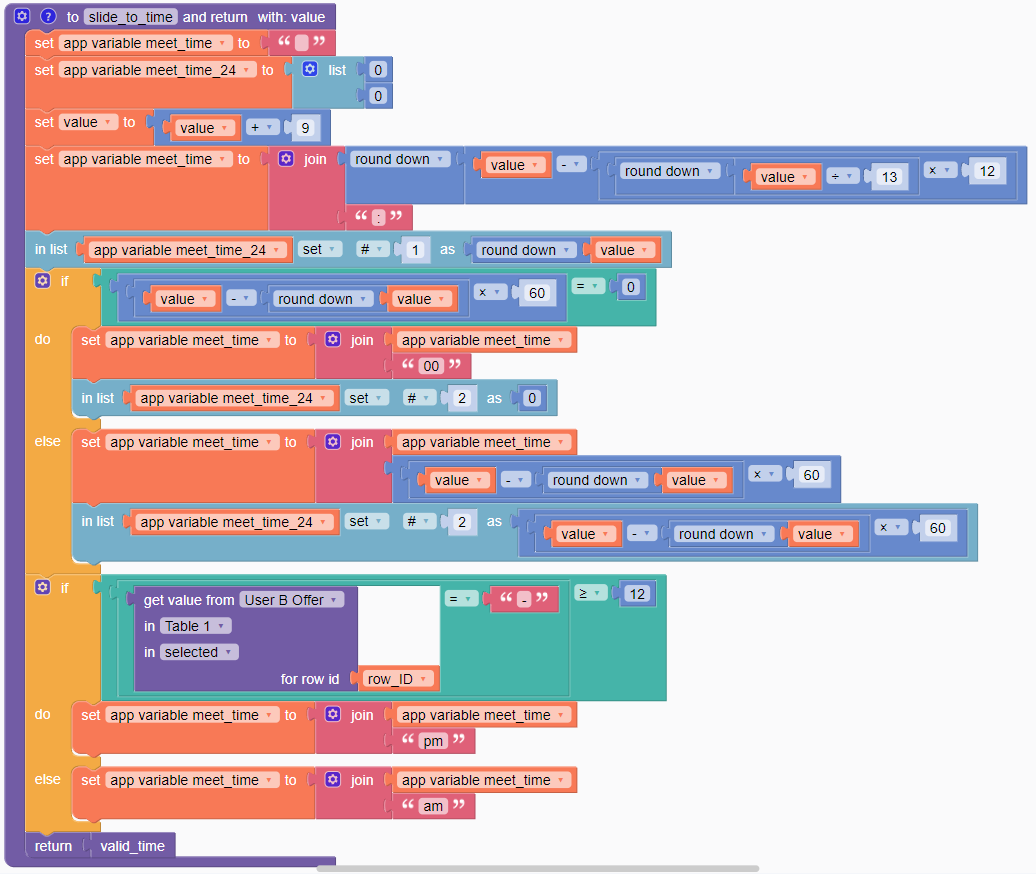 ? to slide_to_time and return with: value
set app variable meet_time to “ ”
set app variable meet_time_24 to list 0
0
set value to value + 9
set app variable meet_time to join round down value - round down value ÷ 13 × 12
“ : ”
in list app variable meet_time_24 set # 1 as round down value
if value - round down value × 60 = 0
do set app variable meet_time to join app variable meet_time
“ 00 ”
in list app variable meet_time_24 set # 2 as 0
else set app variable meet_time to join app variable meet_time
value - round down value × 60
in list app variable meet_time_24 set # 2 as value - round down value × 60
if get value from User B Offer = “ - ” ≥ 12
in Table 1
in selected
for row id row_ID
do set app variable meet_time to join app variable meet_time
“ pm ”
else set app variable meet_time to join app variable meet_time
“ am ”
return valid_time